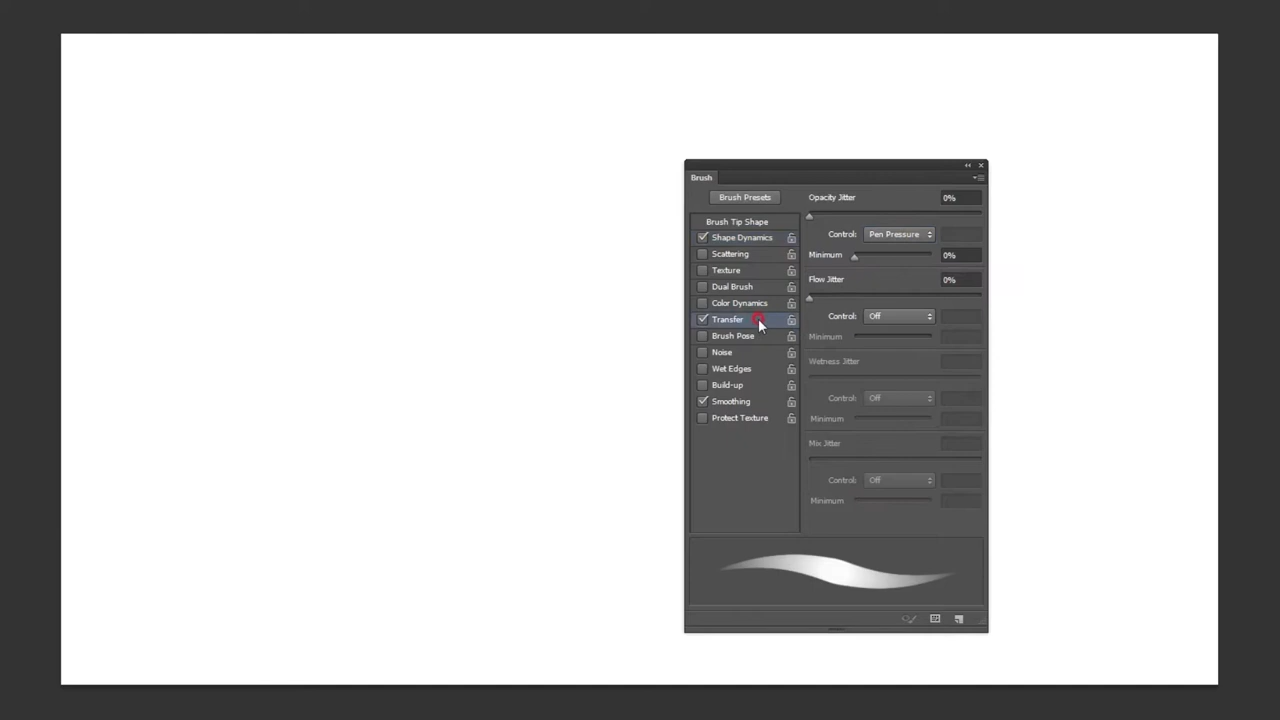 Brush
Brush Presets
Opacity Jitter 0%
Brush Tip Shape
Shape Dynamics
Control: Pen Pressure
Scattering
Minimum 0%
Texture
Flow Jitter 0%
Dual Brush
Color Dynamics
Transfer
Control: Off
Brush Pose
Minimum
Noise
Wetness Jitter
Wet Edges
Build-up
Control: Off
Smoothing
Protect Texture
Minimum
Mix Jitter
Control: Off
Minimum